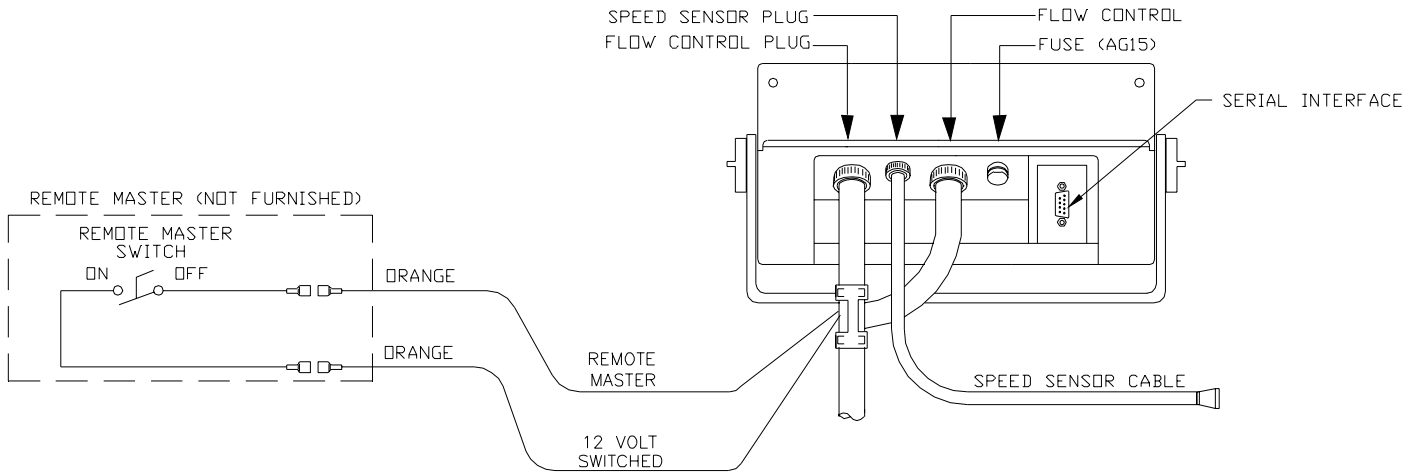 SPEED SENSOR PLUG
FLOW CONTROL PLUG
FLOW CONTROL
FUSE (AG15)
SERIAL INTERFACE
REMOTE MASTER (NOT FURNISHED)
REMOTE MASTER
SWITCH
ON
OFF
ORANGE
ORANGE
REMOTE
MASTER
SPEED SENSOR CABLE
12 VOLT
SWITCHED